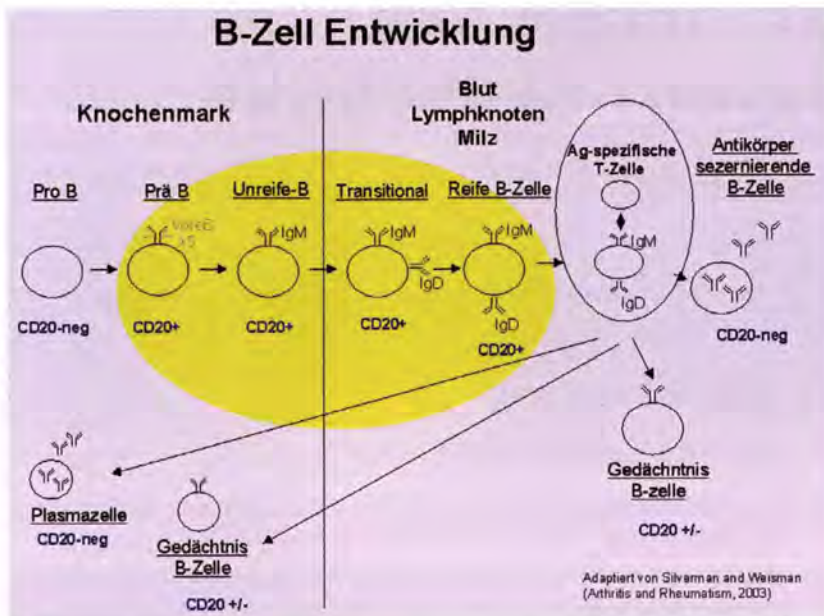 B-Zell Entwicklung
Knochenmark
Blut
Lymphknoten
Milz
Pro B
Prä B
Unreife-B
Transitional
Reife B-Zelle
Ag-spezifische
T-Zelle
Antikörper
sezernierende
B-Zelle
λ5
IgM
IgM
IgD
IgM
IgD
IgM
IgD
CD20-neg
CD20+
CD20+
CD20+
CD20+
CD20-neg
Plasmazelle
CD20-neg
Gedächtnis
B-Zelle
CD20 +/-
Gedächntnis
B-zelle
CD20 +/-
Adaptiert von Silverman and Weisman
(Arthritis and Rheumatism, 2003)